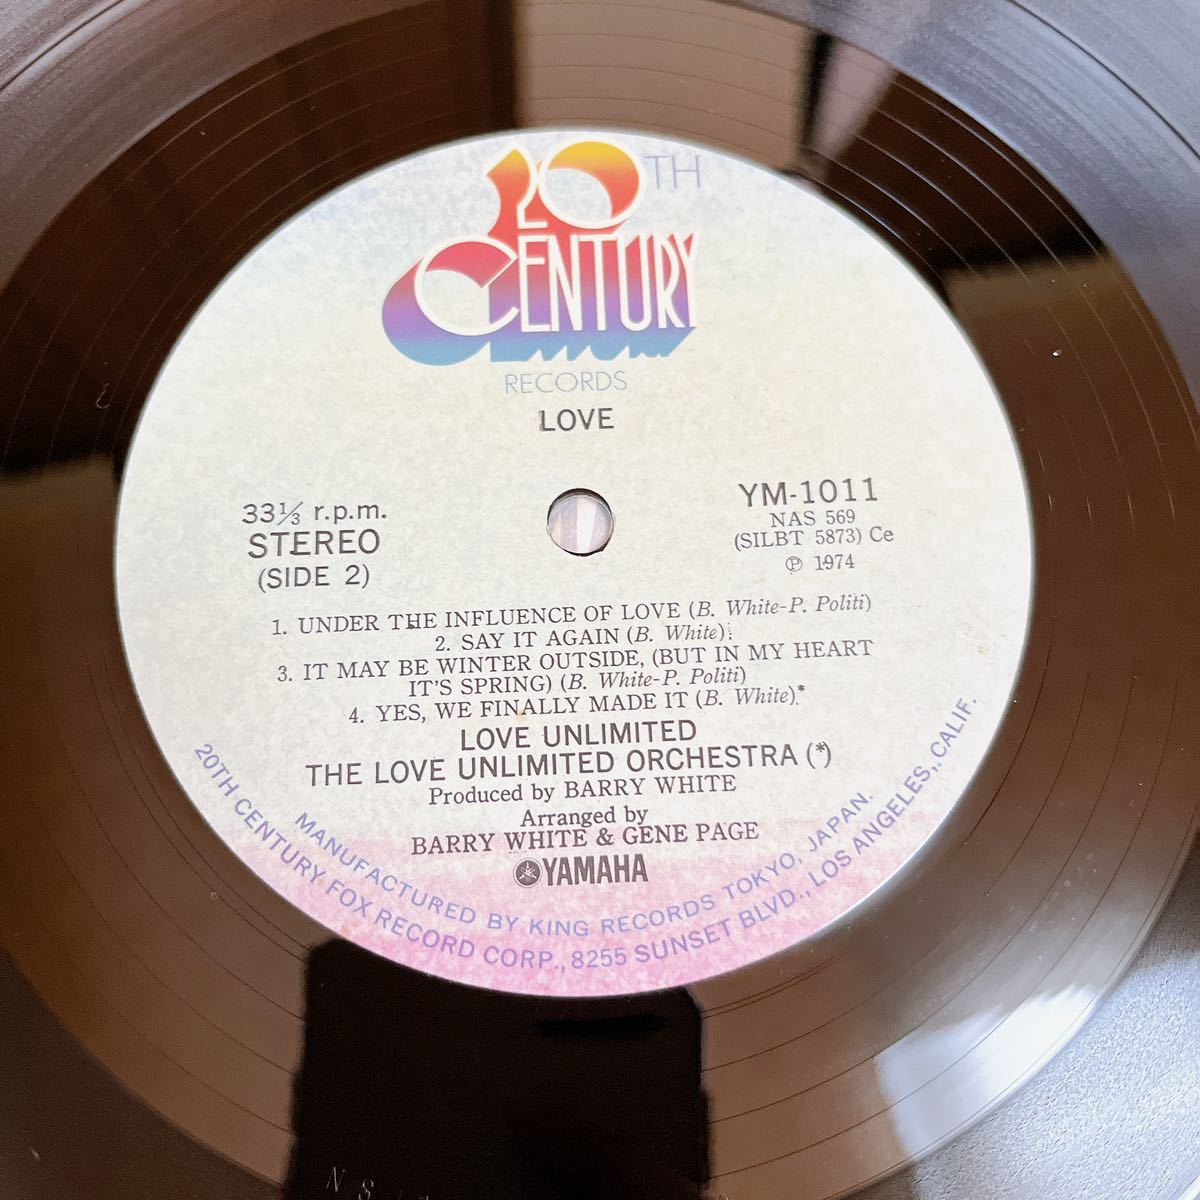 20TH
CENTURY
RECORDS
LOVE
33⅓ r.p.m.
STEREO
(SIDE 2)
YM-1011
NAS 569
(SILBT 5873) Ce
Ⓟ 1974
1. UNDER THE INFLUENCE OF LOVE (B. White-P. Politi)
2. SAY IT AGAIN (B. White)
3. IT MAY BE WINTER OUTSIDE, (BUT IN MY HEART
IT'S SPRING) (B. White-P. Politi)
4. YES, WE FINALLY MADE IT (B. White)*
LOVE UNLIMITED
THE LOVE UNLIMITED ORCHESTRA (*)
Produced by BARRY WHITE
Arranged by
BARRY WHITE & GENE PAGE
YAMAHA
MANUFACTURED BY KING RECORDS TOKYO, JAPAN.
20TH CENTURY FOX RECORD CORP., 8255 SUNSET BLVD., LOS ANGELES, CALIF.
N S